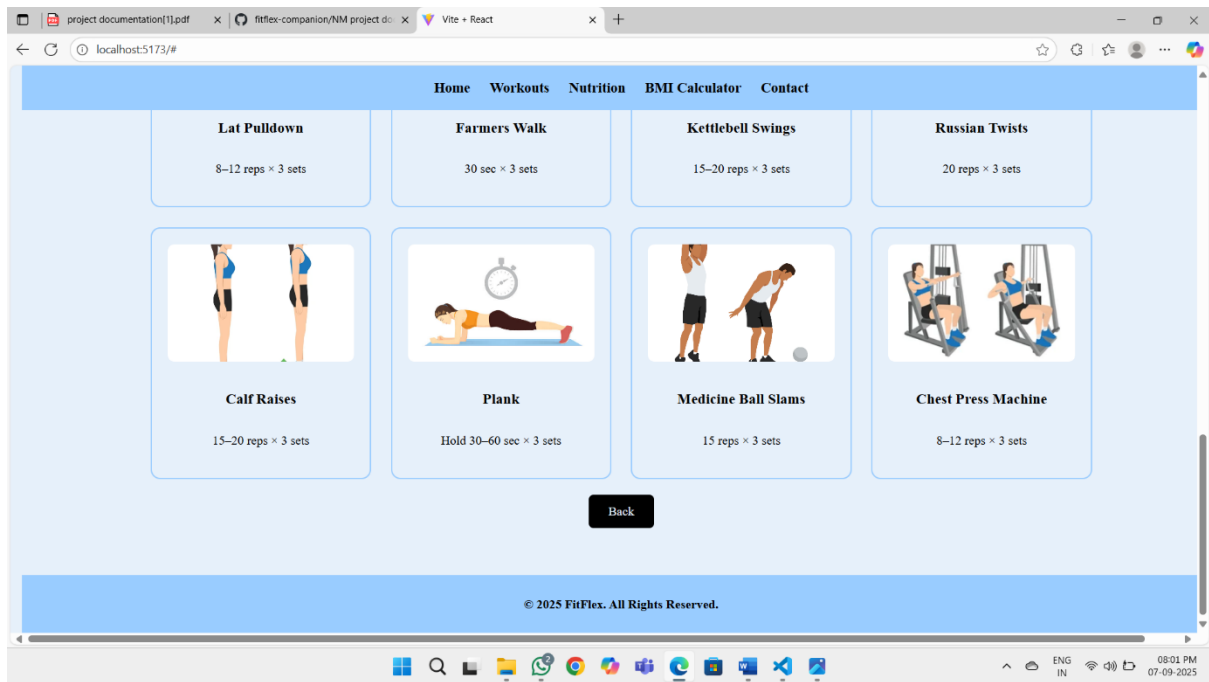 project documentation[1].pdf
fitflex-companion/NM project do
Vite + React
localhost:5173/#
Home Workouts Nutrition BMI Calculator Contact
Lat Pulldown Farmers Walk Kettlebell Swings Russian Twists
8–12 reps × 3 sets 30 sec × 3 sets 15–20 reps × 3 sets 20 reps × 3 sets
Calf Raises Plank Medicine Ball Slams Chest Press Machine
15–20 reps × 3 sets Hold 30–60 sec × 3 sets 15 reps × 3 sets 8–12 reps × 3 sets
Back
© 2025 FitFlex. All Rights Reserved.
2
ENG 08:01 PM
IN 07-09-2025